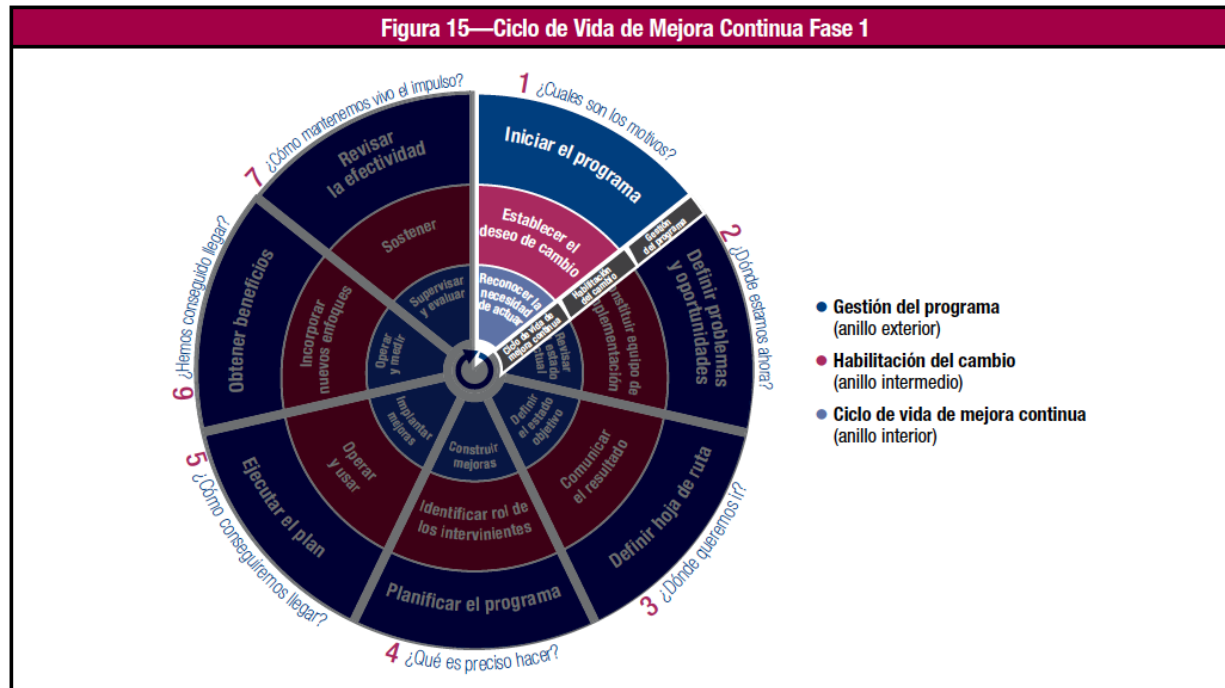 Figura 15—Ciclo de Vida de Mejora Continua Fase 1
1 ¿Cuales son los motivos?
Iniciar el programa
Establecer el
deseo de cambio
Reconocer la
necesidad
de actuar
Gestión
del programa
Habilitación
del cambio
Ciclo de vida de
mejora continua
2 ¿Dónde estamos ahora?
Definir problemas
y oportunidades
Instituir equipo de
implementación
Revisar
estado
actual
3 ¿Dónde queremos ir?
Definir hoja de ruta
Comunicar
el resultado
Definir
el estado
objetivo
4 ¿Qué es preciso hacer?
Planificar el programa
Identificar rol de
los intervinientes
Construir
mejoras
5 ¿Cómo conseguiremos llegar?
Ejecutar el plan
Operar
y usar
Implantar
mejoras
6 ¿Hemos conseguido llegar?
Obtener beneficios
Incorporar
nuevos enfoques
Operar
y medir
7 ¿Cómo mantenemos vivo el impulso?
Revisar
la efectividad
Sostener
Supervisar
y evaluar
Gestión del programa
(anillo exterior)
Habilitación del cambio
(anillo intermedio)
Ciclo de vida de mejora continua
(anillo interior)